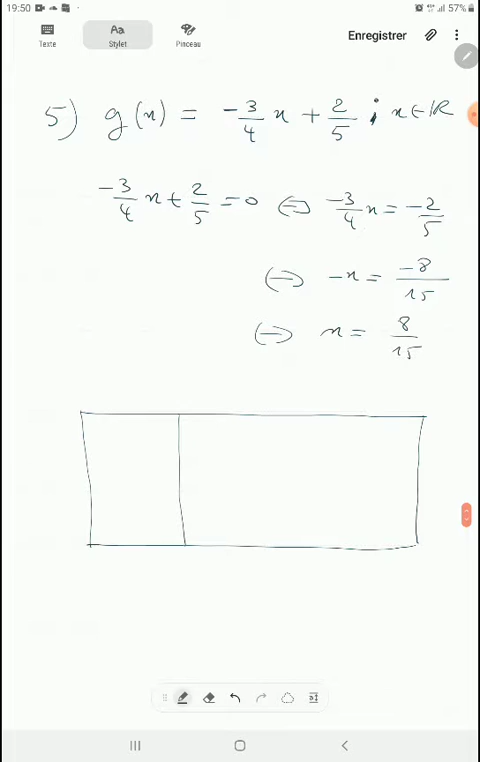 19:50 57%
Texte Stylet Pinceau Enregistrer
5) g(x) = -3/4 x + 2/5 ; x ∈ ℝ
-3/4 x + 2/5 = 0 ⇔ -3/4 x = -2/5
⇔ -x = -8/15
⇔ x = 8/15